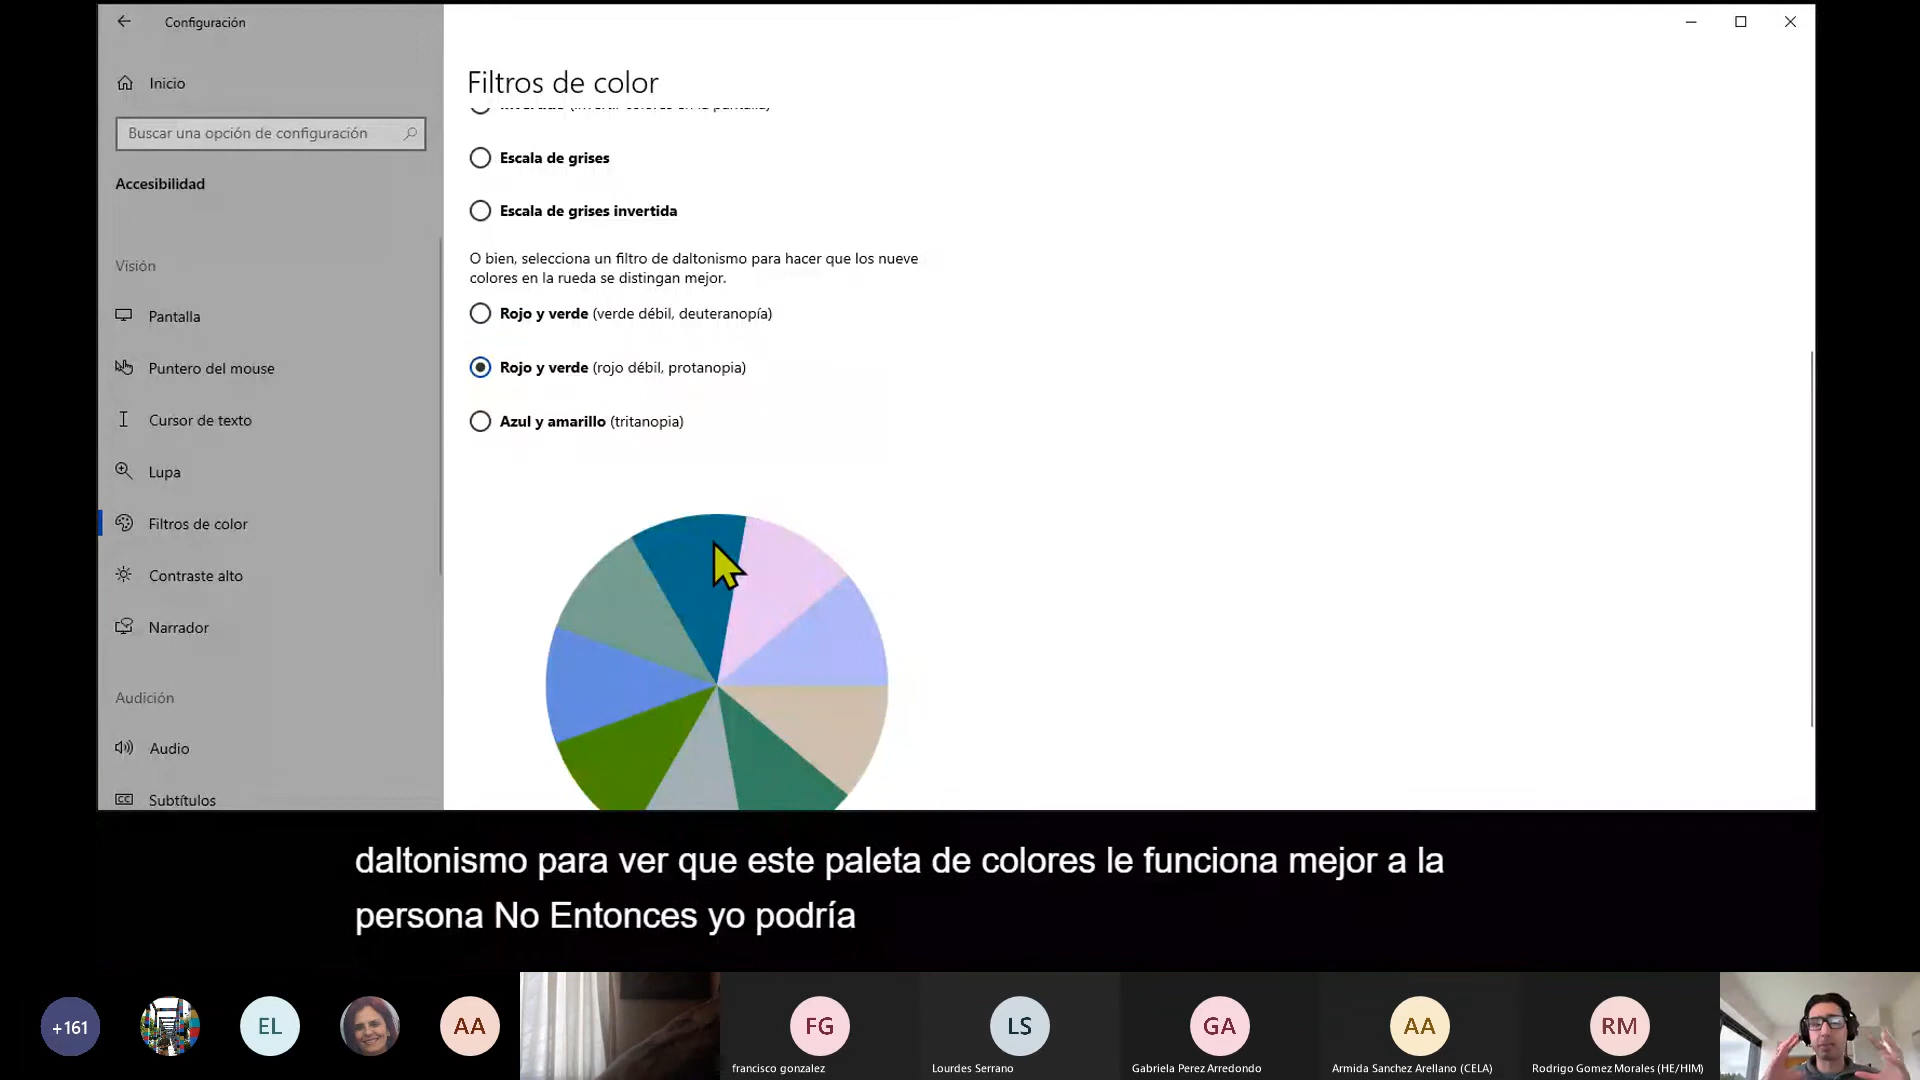 Configuración
Inicio
Buscar una opción de configuración
Accesibilidad
Visión
Pantalla
Puntero del mouse
Cursor de texto
Lupa
Filtros de color
Contraste alto
Narrador
Audición
Audio
Subtítulos
Filtros de color
Escala de grises
Escala de grises invertida
O bien, selecciona un filtro de daltonismo para hacer que los nueve
colores en la rueda se distingan mejor.
Rojo y verde (verde débil, deuteranopía)
Rojo y verde (rojo débil, protanopia)
Azul y amarillo (tritanopia)
daltonismo para ver que este paleta de colores le funciona mejor a la
persona No Entonces yo podría
+161
EL
AA
FG
francisco gonzalez
LS
Lourdes Serrano
GA
Gabriela Perez Arredondo
AA
Armida Sanchez Arellano (CELA)
RM
Rodrigo Gomez Morales (HE/HIM)